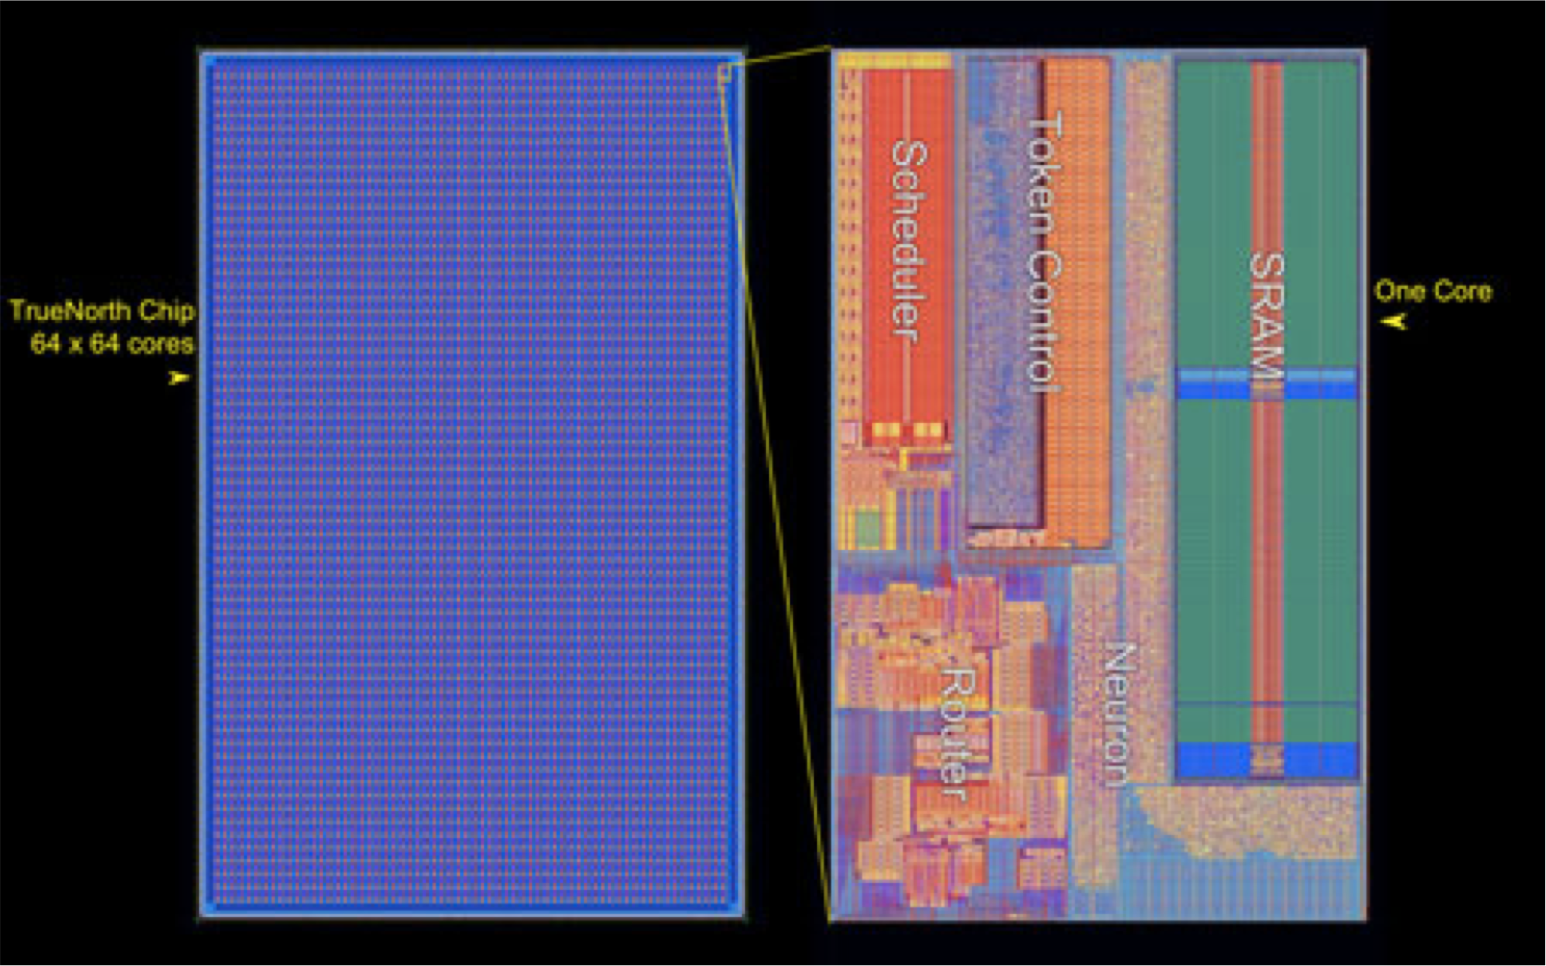 TrueNorth Chip
64 x 64 cores
Scheduler
Token Control
SRAM
One Core
Router
Neuron